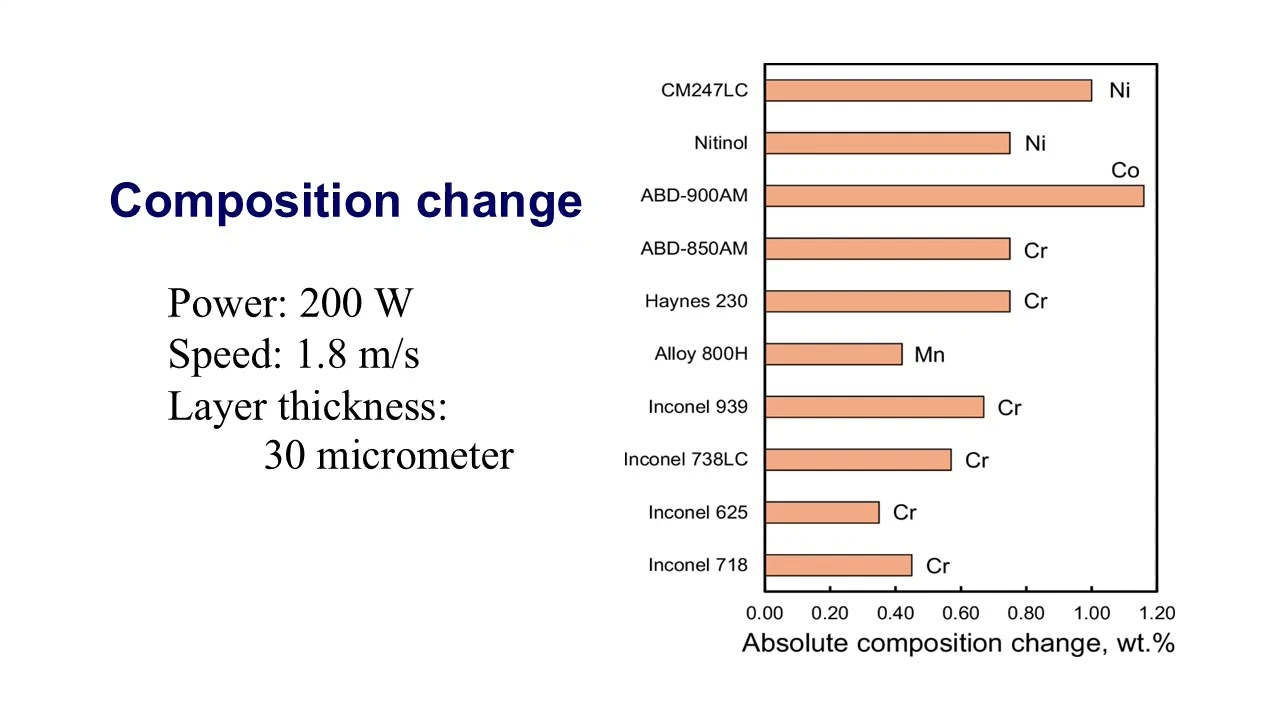 Composition change
Power: 200 W
Speed: 1.8 m/s
Layer thickness:
30 micrometer
CM247LC
Ni
Nitinol
Ni
Co
ABD-900AM
ABD-850AM
Cr
Haynes 230
Cr
Alloy 800H
Mn
Inconel 939
Cr
Inconel 738LC
Cr
Inconel 625
Cr
Inconel 718
Cr
0.00 0.20 0.40 0.60 0.80 1.00 1.20
Absolute composition change, wt.%